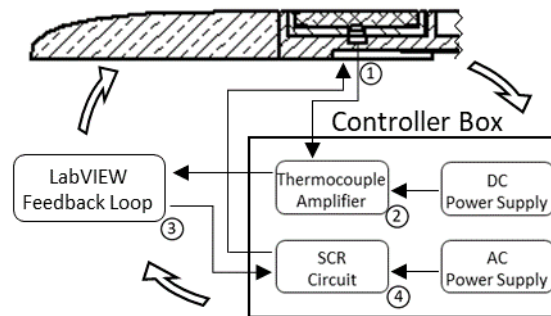 ①
Controller Box
LabVIEW
Feedback Loop
③
Thermocouple
Amplifier
②
DC
Power Supply
SCR
Circuit
④
AC
Power Supply